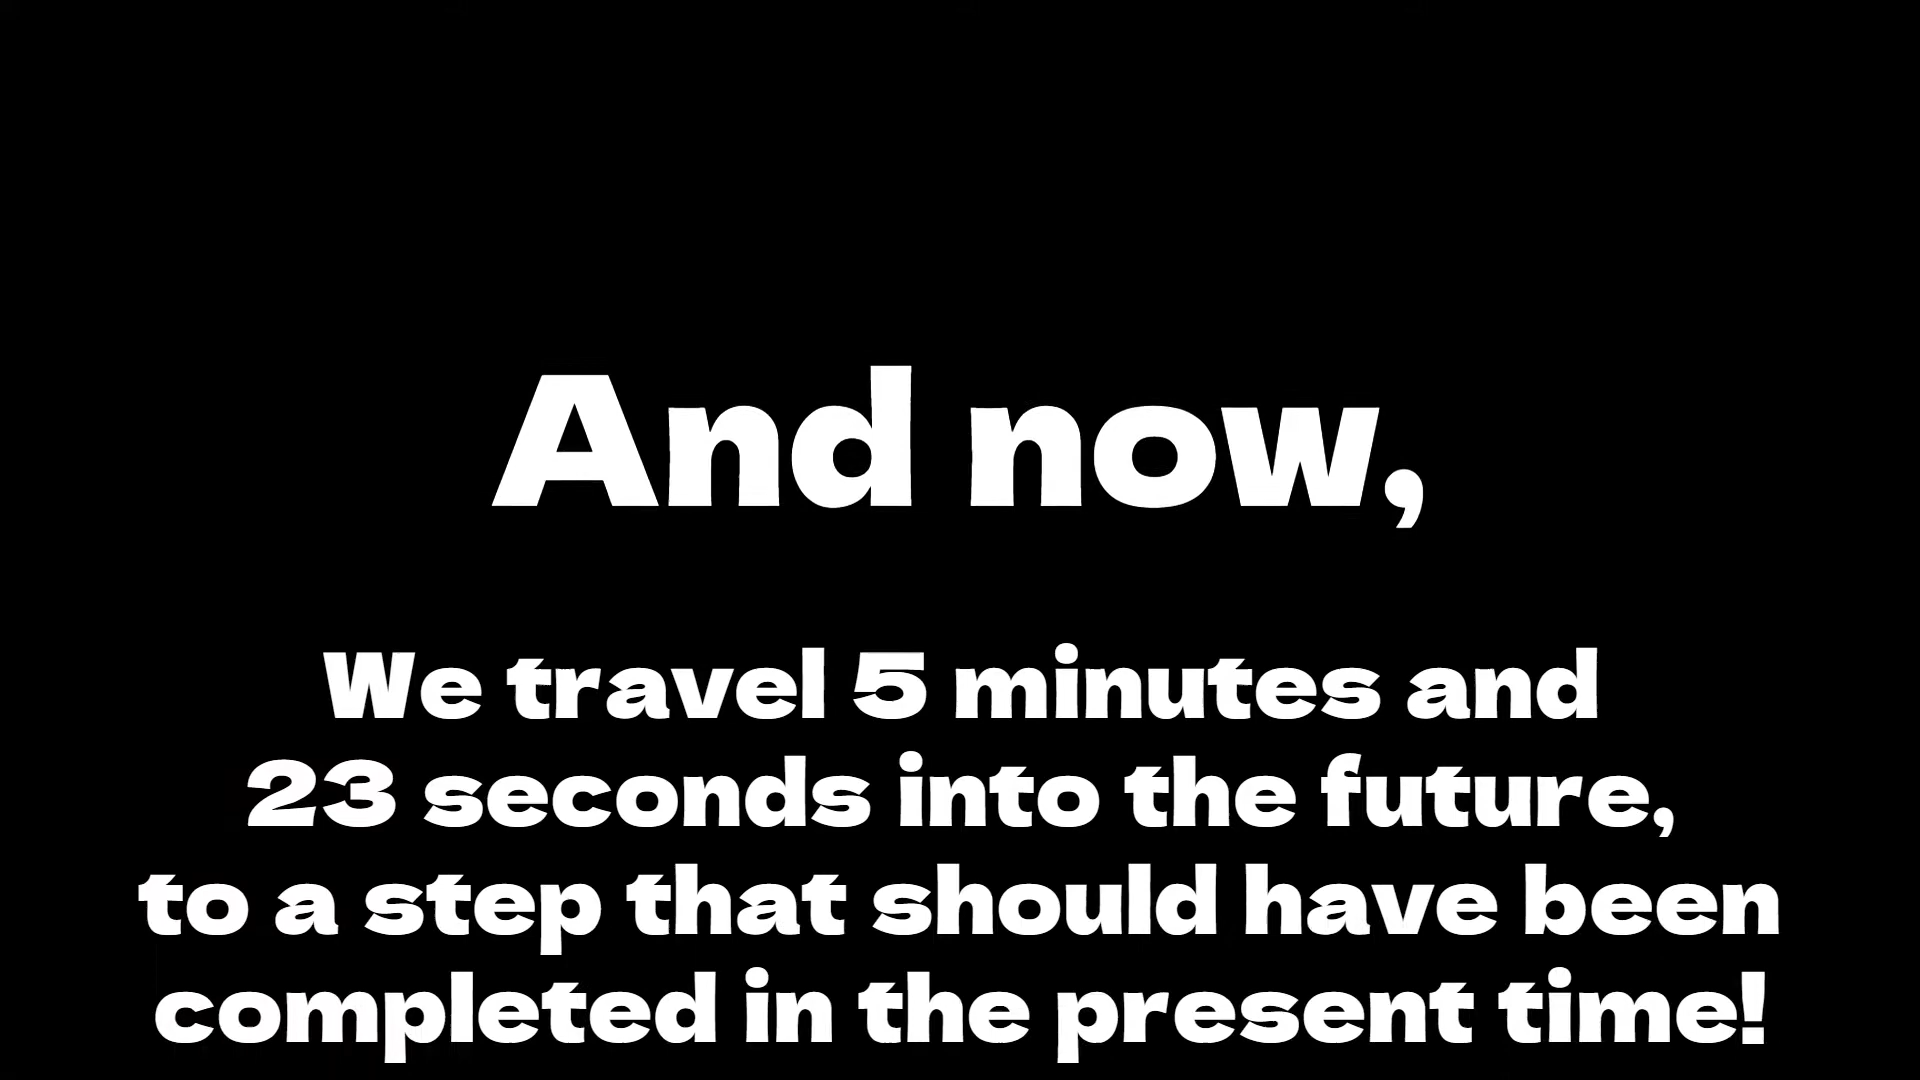 And now,
We travel 5 minutes and
23 seconds into the future,
to a step that should have been
completed in the present time!